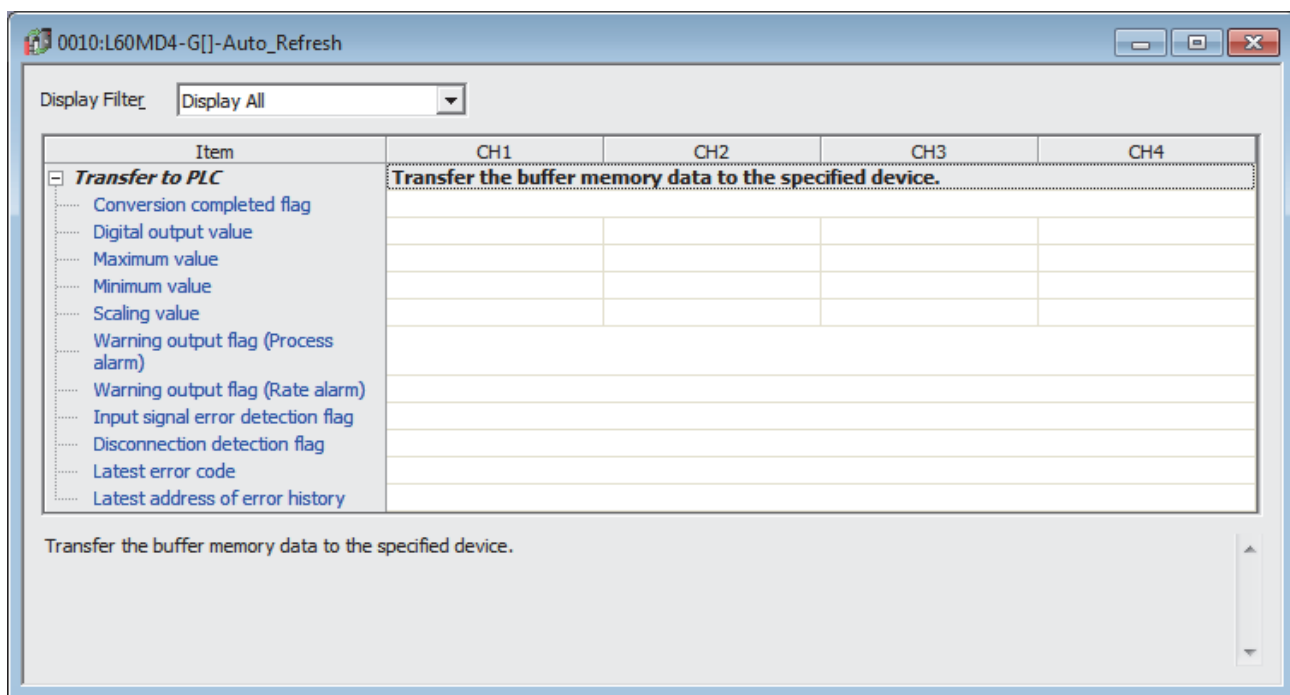 0010:L60MD4-G[]-Auto_Refresh
Display Filter Display All
Item CH1 CH2 CH3 CH4
Transfer to PLC Transfer the buffer memory data to the specified device.
Conversion completed flag
Digital output value
Maximum value
Minimum value
Scaling value
Warning output flag (Process
alarm)
Warning output flag (Rate alarm)
Input signal error detection flag
Disconnection detection flag
Latest error code
Latest address of error history
Transfer the buffer memory data to the specified device.